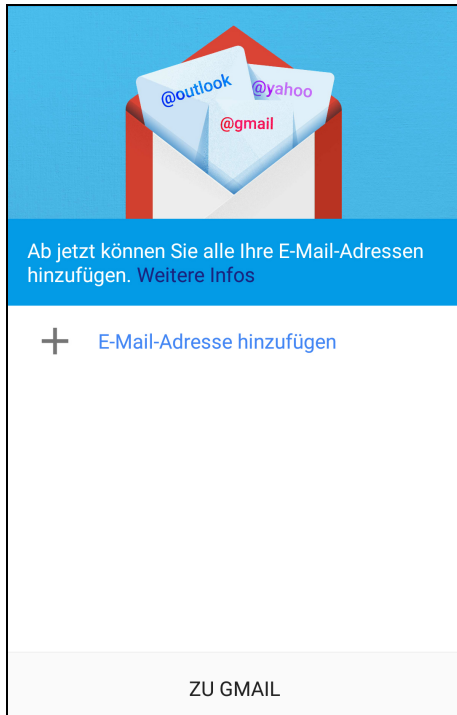 @outlook
@yahoo
@gmail
Ab jetzt können Sie alle Ihre E-Mail-Adressen
hinzufügen. Weitere Infos
E-Mail-Adresse hinzufügen
ZU GMAIL